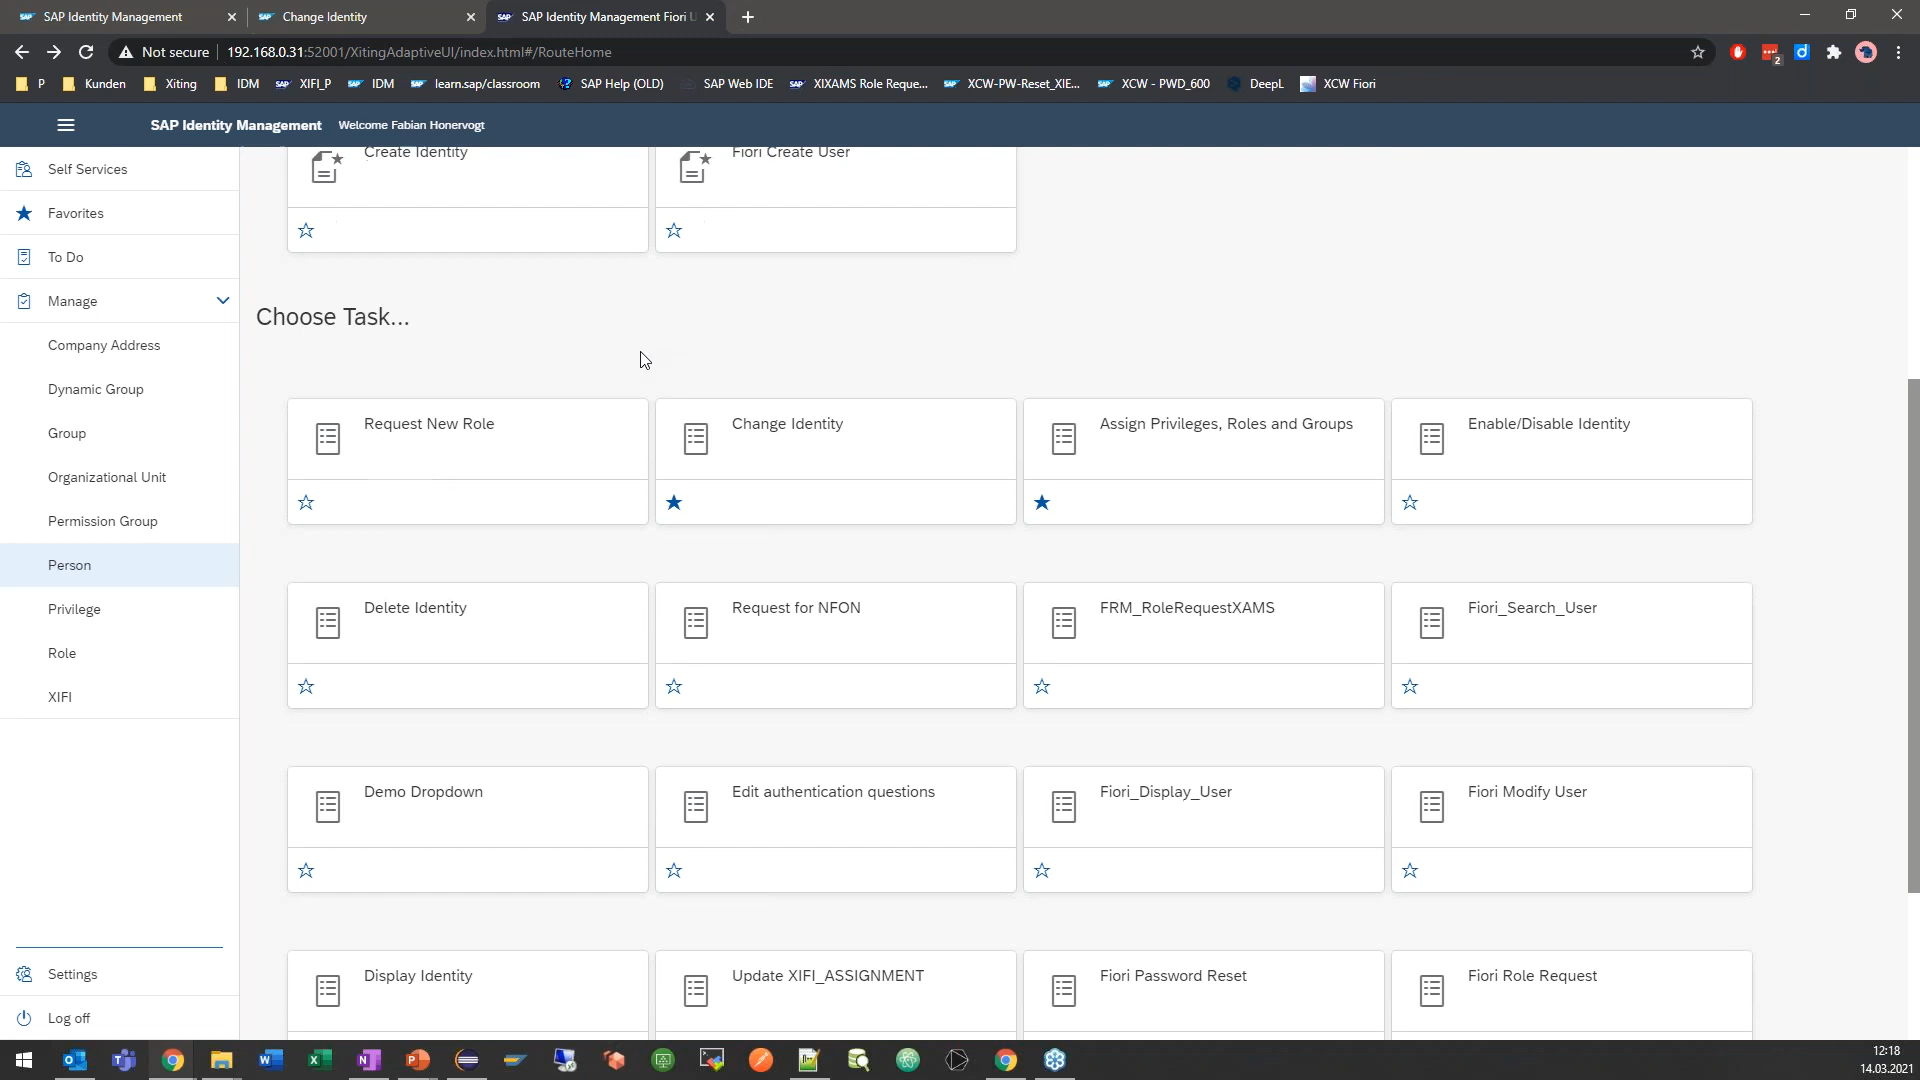 SAP Identity Management
Change Identity
SAP Identity Management Fiori U
Not secure
192.168.0.31:52001/XitingAdaptiveUI/index.html#/RouteHome
P
Kunden
Xiting
IDM
XIFI_P
IDM
learn.sap/classroom
SAP Help (OLD)
SAP Web IDE
XIXAMS Role Reque...
XCW-PW-Reset_XIE...
XCW - PWD_600
DeepL
XCW Fiori
SAP Identity Management
Welcome Fabian Honervogt
Self Services
Favorites
To Do
Manage
Company Address
Dynamic Group
Group
Organizational Unit
Permission Group
Person
Privilege
Role
XIFI
Settings
Log off
Create Identity
Fiori Create User
Choose Task...
Request New Role
Change Identity
Assign Privileges, Roles and Groups
Enable/Disable Identity
Delete Identity
Request for NFON
FRM_RoleRequestXAMS
Fiori_Search_User
Demo Dropdown
Edit authentication questions
Fiori_Display_User
Fiori Modify User
Display Identity
Update XIFI_ASSIGNMENT
Fiori Password Reset
Fiori Role Request
12:18
14.03.2021